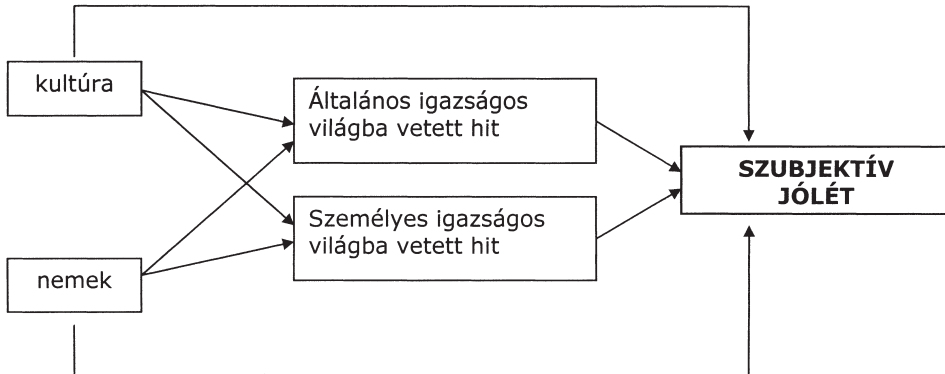 kultúra
Általános igazságos
világba vetett hit
SZUBJEKTÍV
JÓLÉT
Személyes igazságos
világba vetett hit
nemek